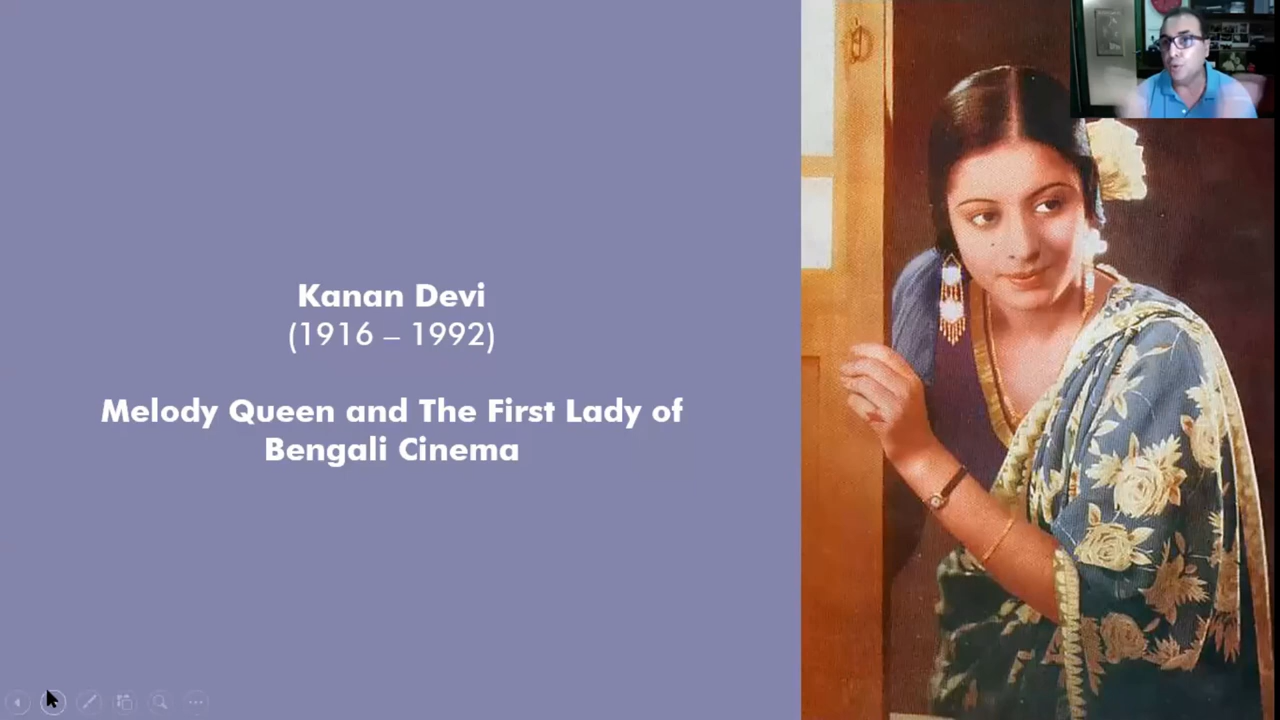 Kanan Devi
(1916 – 1992)
Melody Queen and The First Lady of
Bengali Cinema